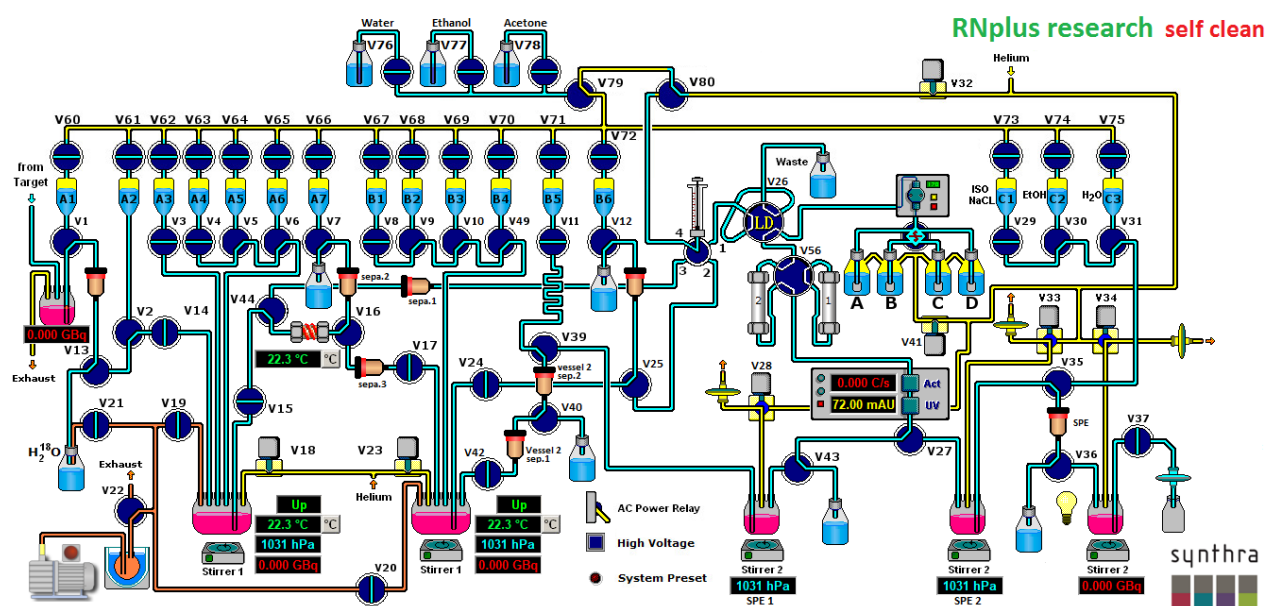 Water Ethanol Acetone
RNplus research self clean
V76 V77 V78
V79 V80 V32 Helium
V60 V61 V62 V63 V64 V65 V66 V67 V68 V69 V70 V71 V72 V73 V74 V75
from
Target
Waste
V26
A1 A2 A3 A4 A5 A6 A7 B1 B2 B3 B4 B5 B6
ISO
NaCL
C1
EtOH
C2
H2O
C3
V1 V3 V4 V5 V6 V7 V8 V9 V10 V49 V11 V12 V29 V30 V31
4 1
3 2
LD
V56
sepa.2
sepa.1
2 1
A B C D
V44
V16
0.000 GBq
V2 V14
V33 V34
V41
V13
22.3 °C °C
V17
sepa.3
V39
V24
vessel 2
sep.2
V25
V28
0.000 C/s Act
72.00 mAU UV
V35
Exhaust
V15
V21 V19
V40
SPE
V37
H2 18O
V18 V23
Vessel 2
sep.1
V42
V43
V27
V36
Exhaust
V22
Helium
Up
22.3 °C °C
1031 hPa
0.000 GBq
Stirrer 1
Up
22.3 °C °C
1031 hPa
0.000 GBq
Stirrer 1
AC Power Relay
High Voltage
System Preset
V20
Stirrer 2
1031 hPa
SPE 1
Stirrer 2
1031 hPa
SPE 2
Stirrer 2
0.000 GBq
synthra